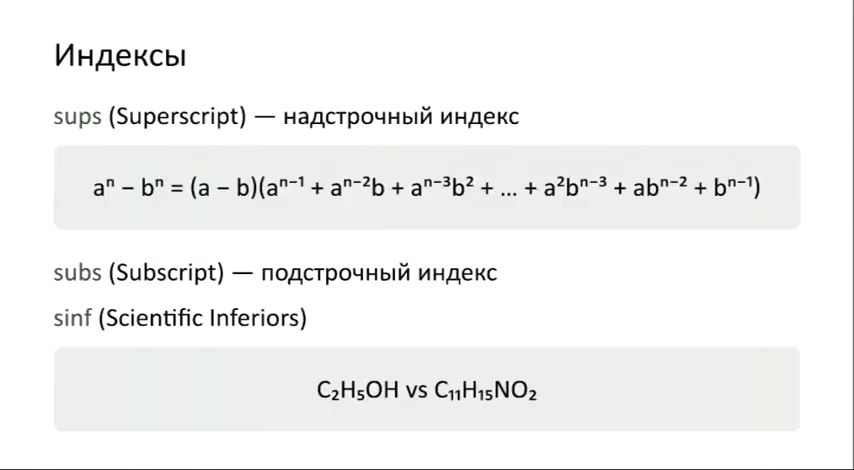 Индексы
sups (Superscript) — надстрочный индекс
aⁿ − bⁿ = (a − b)(aⁿ⁻¹ + aⁿ⁻²b + aⁿ⁻³b² + ... + a²bⁿ⁻³ + abⁿ⁻² + bⁿ⁻¹)
subs (Subscript) — подстрочный индекс
sinf (Scientific Inferiors)
C₂H₅OH vs C₁₁H₁₅NO₂